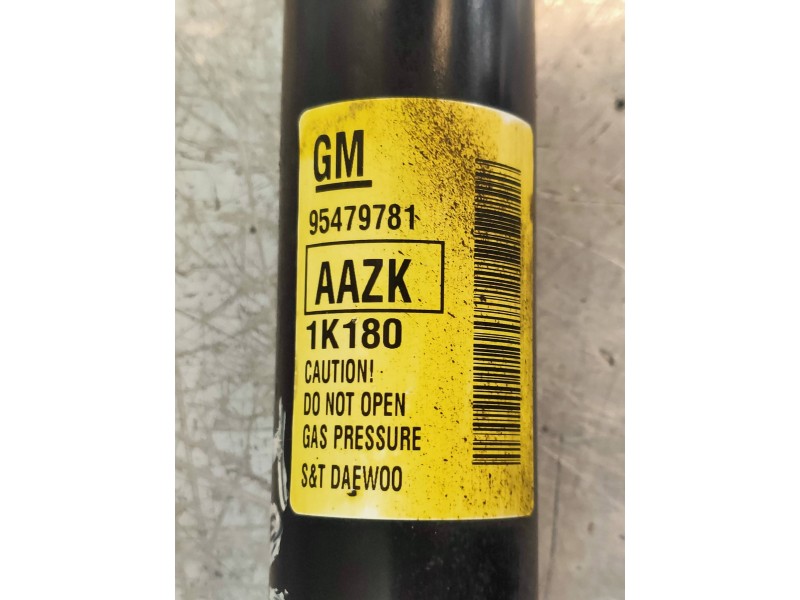 GM
95479781
AAZK
1K180
CAUTION!
DO NOT OPEN
GAS PRESSURE
S&T DAEWOO